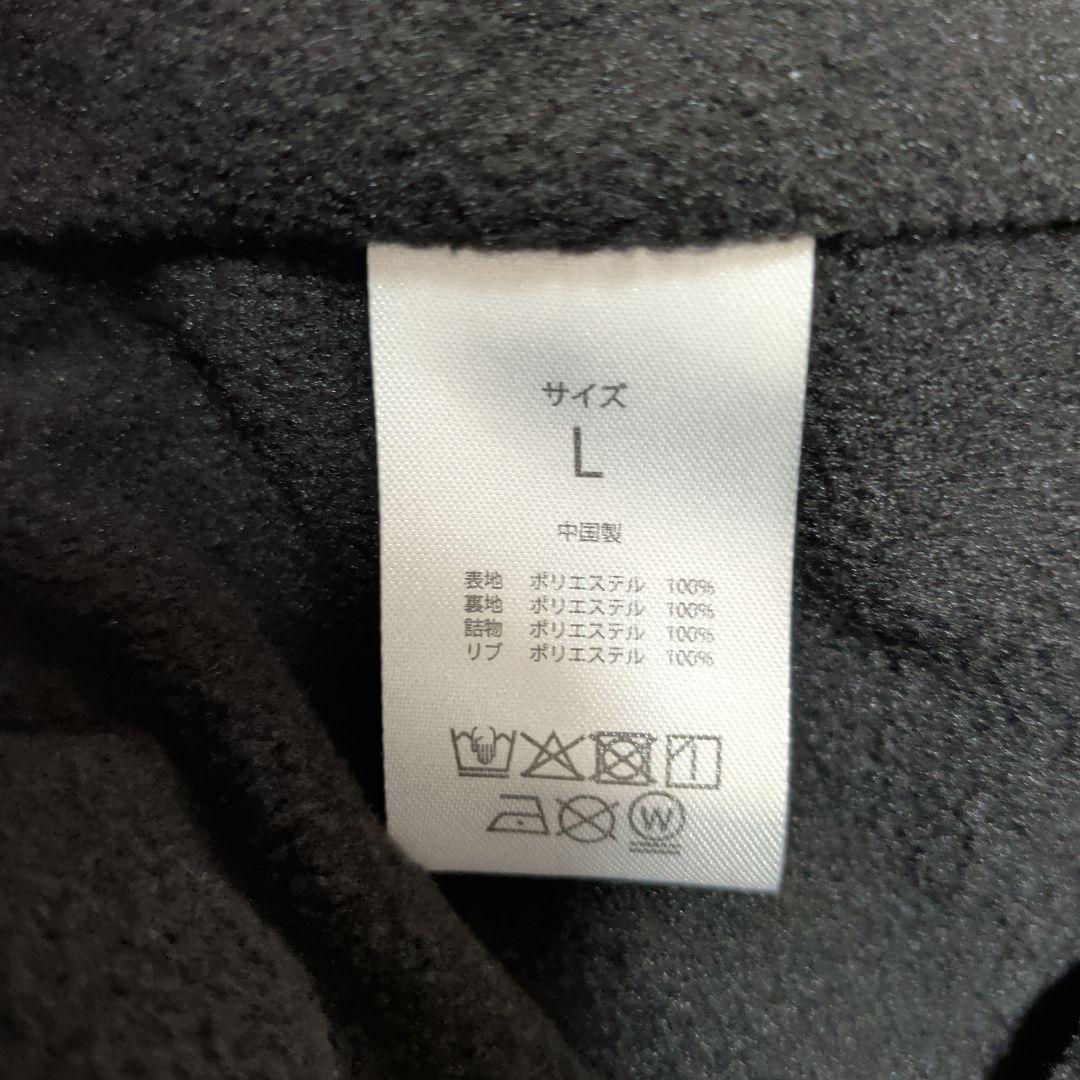 サイズ
L
中国製
表地 ポリエステル 100%
裏地 ポリエステル 100%
詰物 ポリエステル 100%
リブ ポリエステル 100%
W